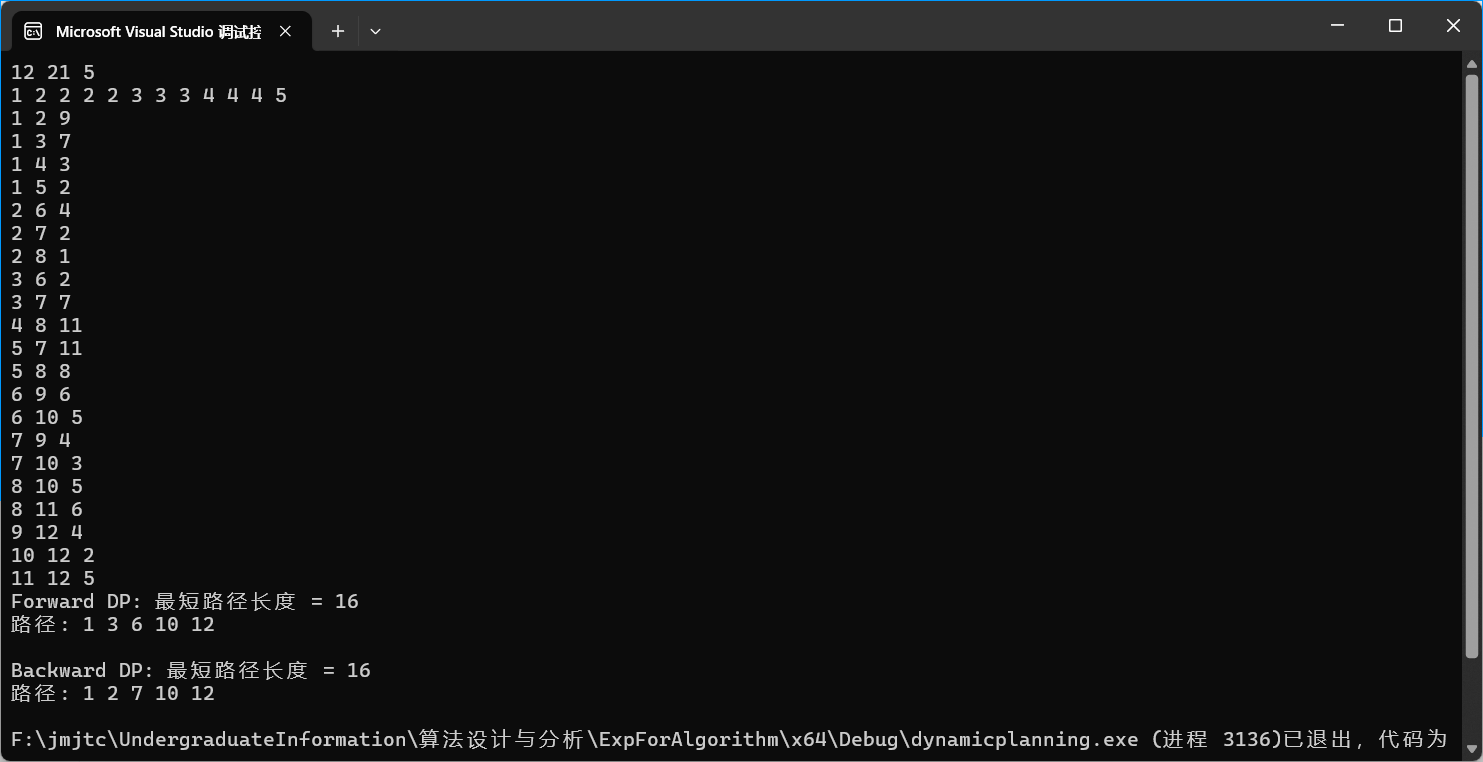 Microsoft Visual Studio 调试控
12 21 5
1 2 2 2 2 3 3 3 4 4 4 5
1 2 9
1 3 7
1 4 3
1 5 2
2 6 4
2 7 2
2 8 1
3 6 2
3 7 7
4 8 11
5 7 11
5 8 8
6 9 6
6 10 5
7 9 4
7 10 3
8 10 5
8 11 6
9 12 4
10 12 2
11 12 5
Forward DP: 最短路径长度 = 16
路径: 1 3 6 10 12
Backward DP: 最短路径长度 = 16
路径: 1 2 7 10 12
F:\jmjtc\UndergraduateInformation\算法设计与分析\ExpForAlgorithm\x64\Debug\dynamicplanning.exe (进程 3136)已退出，代码为